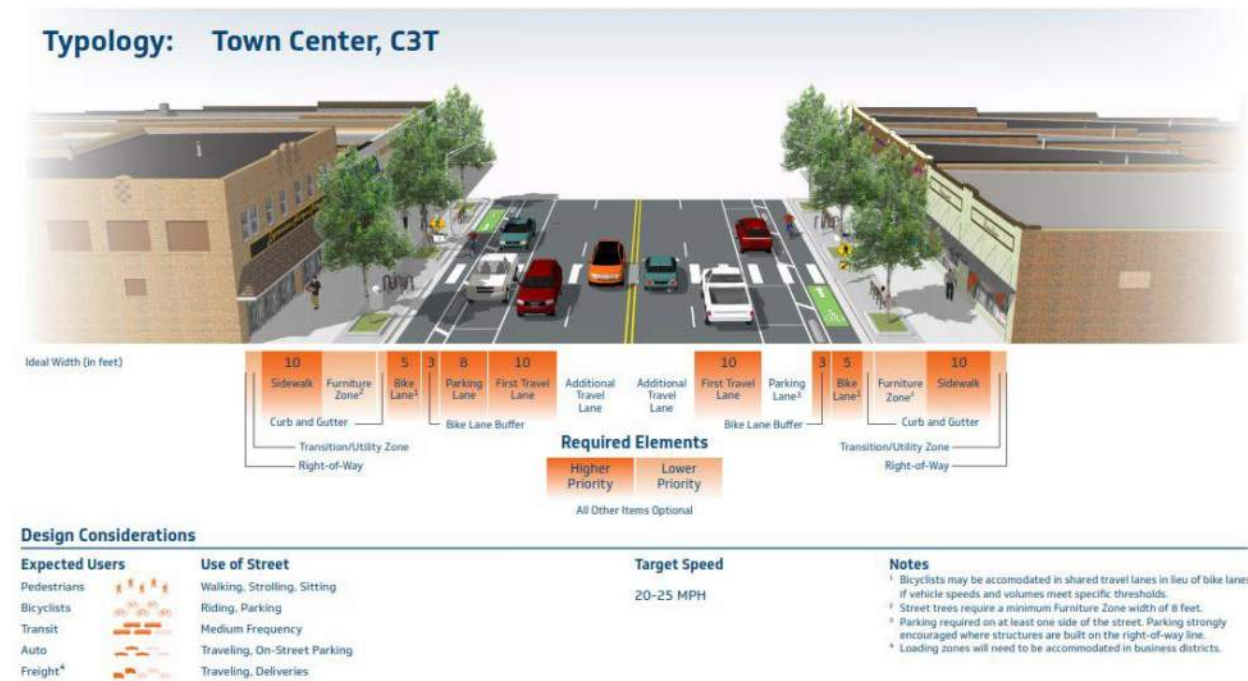 Typology: Town Center, C3T
Ideal Width (in feet)
10 5 3 8 10 10 3 5 10
Sidewalk Furniture Zone² Bike Lane¹ Parking Lane First Travel Lane Additional Travel Lane Additional Travel Lane First Travel Lane Parking Lane³ Bike Lane¹ Furniture Zone² Sidewalk
Curb and Gutter Bike Lane Buffer Bike Lane Buffer Curb and Gutter
Transition/Utility Zone Transition/Utility Zone
Right-of-Way Right-of-Way
Required Elements
Higher Priority Lower Priority
All Other Items Optional
Design Considerations
Expected Users
Pedestrians
Bicyclists
Transit
Auto
Freight⁴
Use of Street
Walking, Strolling, Sitting
Riding, Parking
Medium Frequency
Traveling, On-Street Parking
Traveling, Deliveries
Target Speed
20-25 MPH
Notes
¹ Bicyclists may be accomodated in shared travel lanes in lieu of bike lanes
if vehicle speeds and volumes meet specific thresholds.
² Street trees require a minimum Furniture Zone width of 8 feet.
³ Parking required on at least one side of the street. Parking strongly
encouraged where structures are built on the right-of-way line.
⁴ Loading zones will need to be accommodated in business districts.